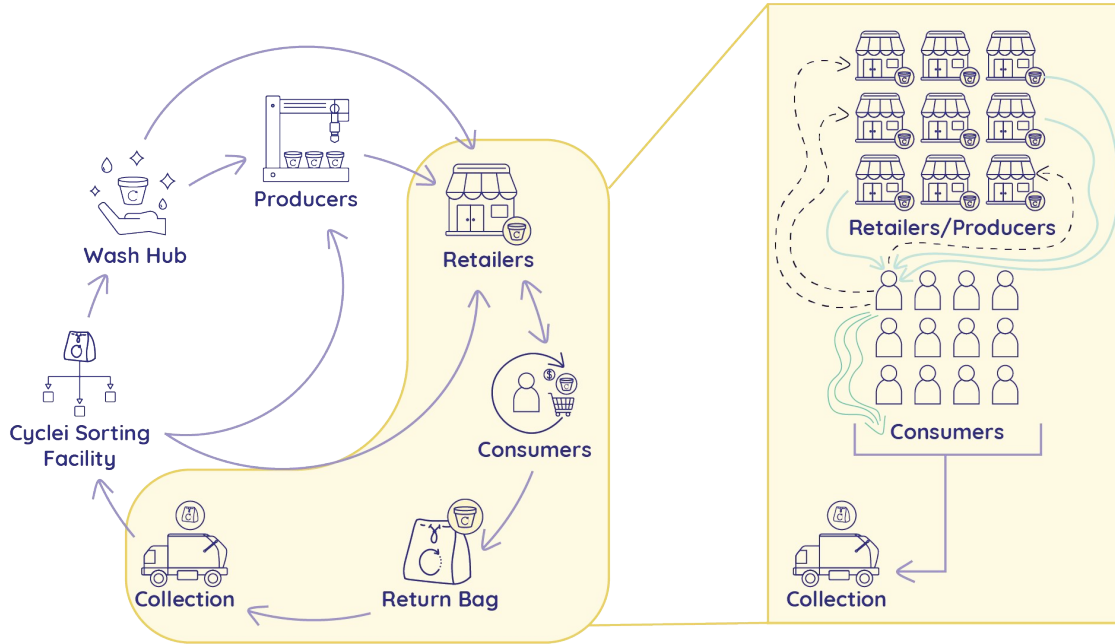 Producers
Wash Hub
Retailers
Cyclei Sorting
Facility
Consumers
Collection
Return Bag
Retailers/Producers
Consumers
Collection
C
C C C
C
C
$
C
C
C
C